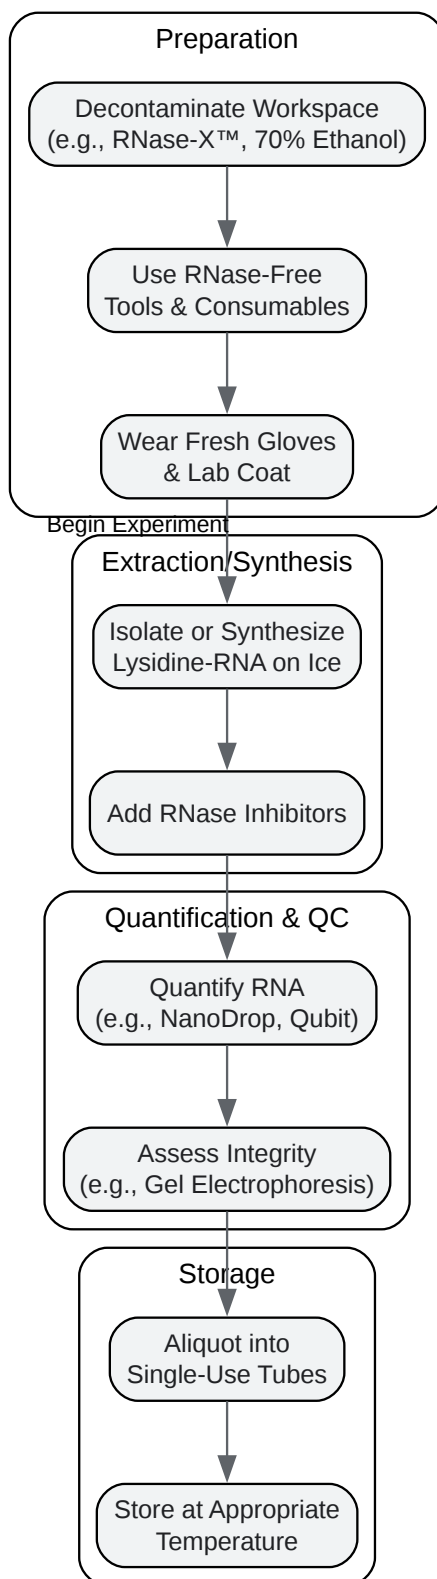 Preparation
Decontaminate Workspace
(e.g., RNase-X™, 70% Ethanol)
Use RNase-Free
Tools & Consumables
Wear Fresh Gloves
& Lab Coat
Begin Experiment
Extraction/Synthesis
Isolate or Synthesize
Lysidine-RNA on Ice
Add RNase Inhibitors
Quantification & QC
Quantify RNA
(e.g., NanoDrop, Qubit)
Assess Integrity
(e.g., Gel Electrophoresis)
Storage
Aliquot into
Single-Use Tubes
Store at Appropriate
Temperature